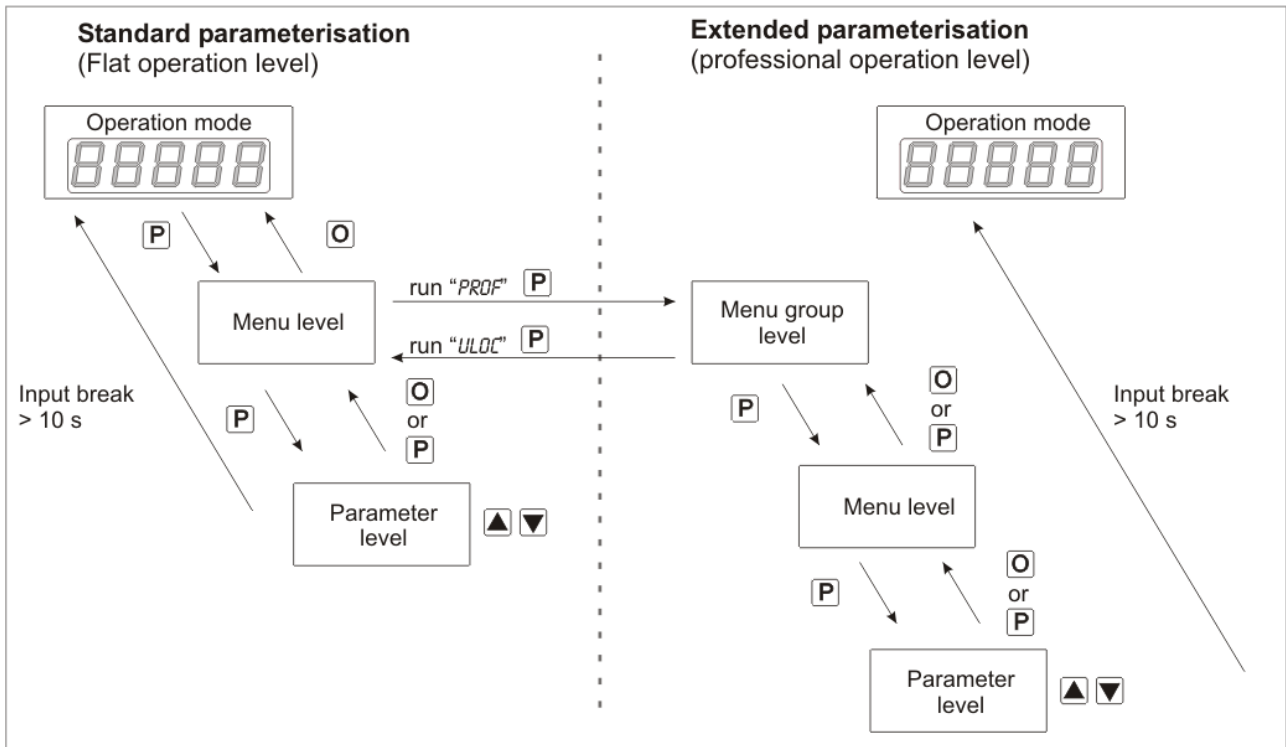 Standard parameterisation
(Flat operation level)
Operation mode
88888
P
O
Menu level
run "PROF" P
run "ULOC" P
Input break
> 10 s
P
O
or
P
Parameter
level
▲ ▼
Extended parameterisation
(professional operation level)
Operation mode
88888
Menu group
level
P
O
or
P
Input break
> 10 s
Menu level
P
O
or
P
Parameter
level
▲ ▼